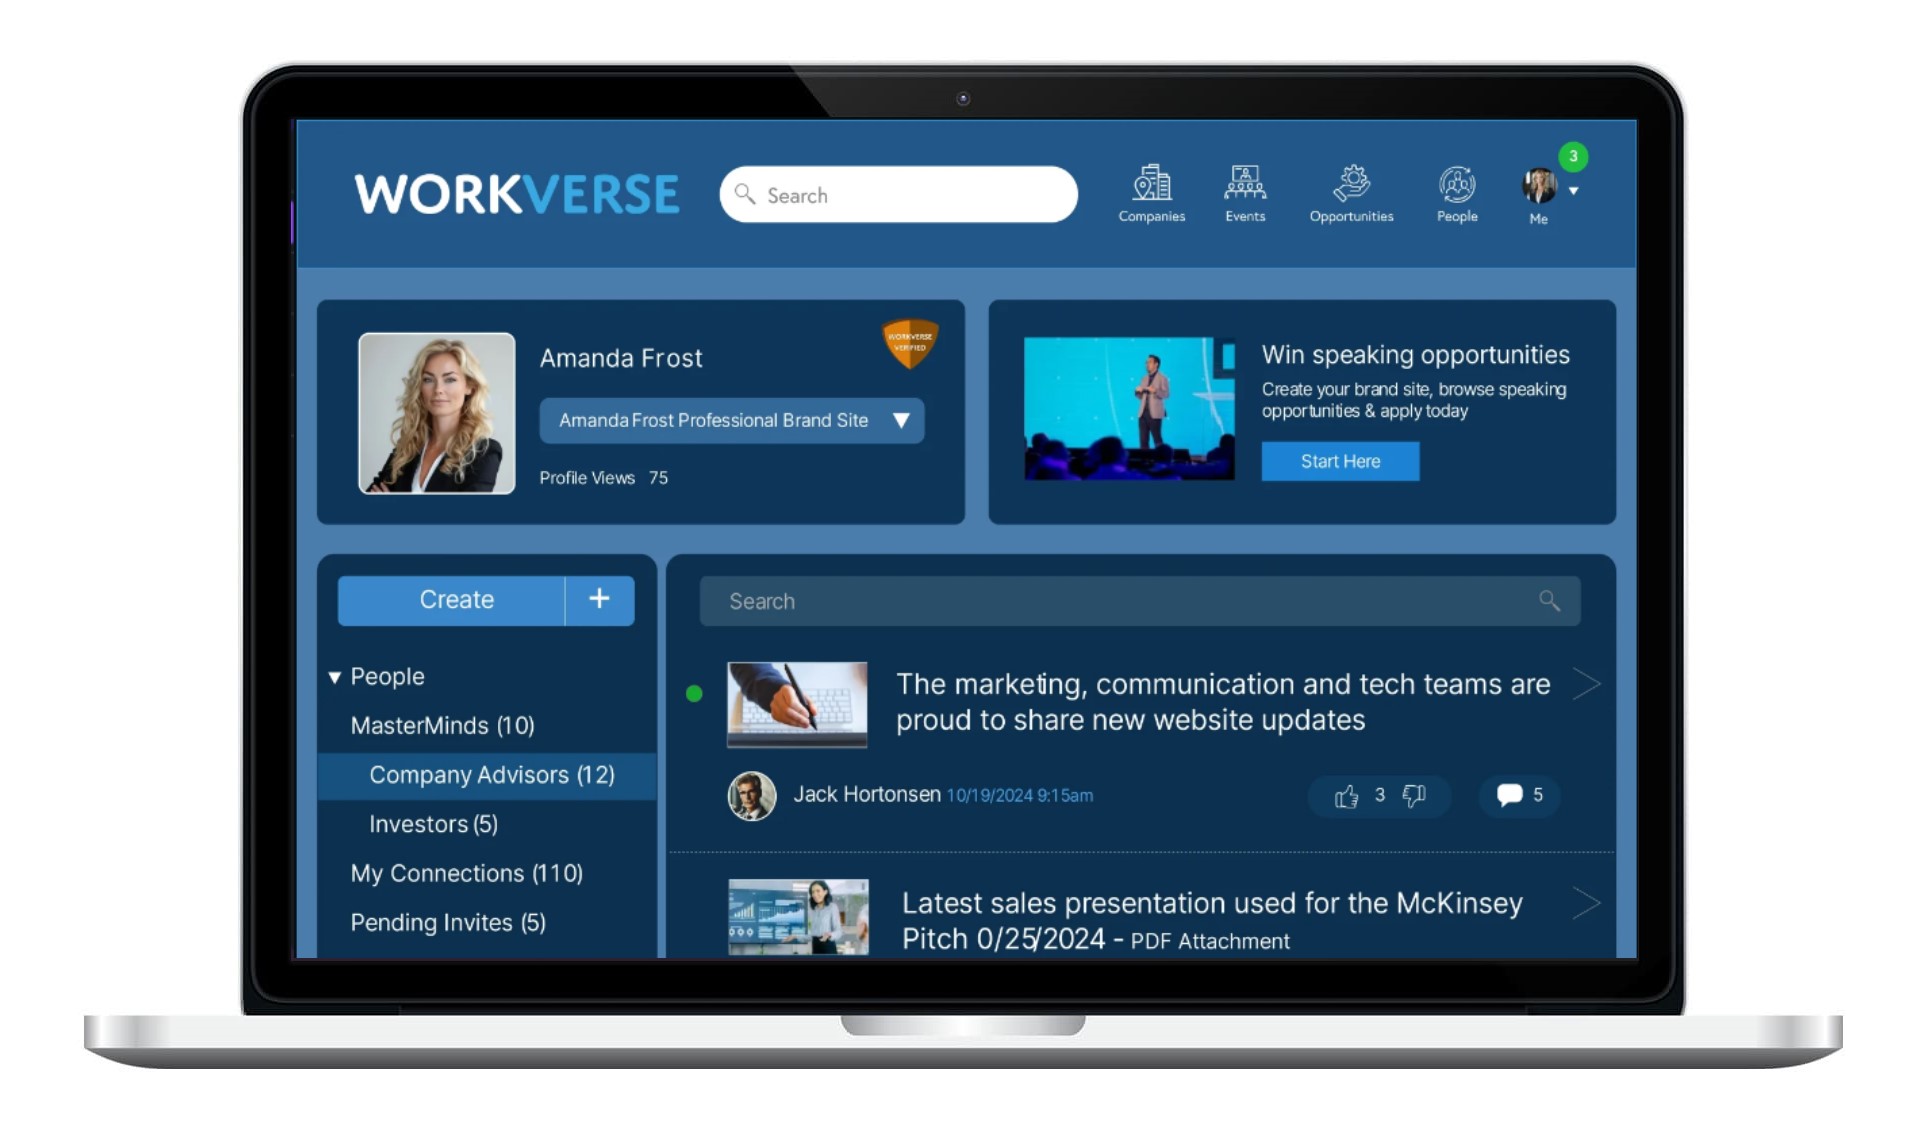 WORKVERSE
Search
Companies
Events
Opportunities
People
Me
3
Amanda Frost
WORKVERSE
VERIFIED
Amanda Frost Professional Brand Site
Profile Views 75
Win speaking opportunities
Create your brand site, browse speaking
opportunities & apply today
Start Here
Create +
People
MasterMinds (10)
Company Advisors (12)
Investors (5)
My Connections (110)
Pending Invites (5)
Search
The marketing, communication and tech teams are
proud to share new website updates
Jack Hortonsen 10/19/2024 9:15am
3
5
Latest sales presentation used for the McKinsey
Pitch 0/25/2024 - PDF Attachment